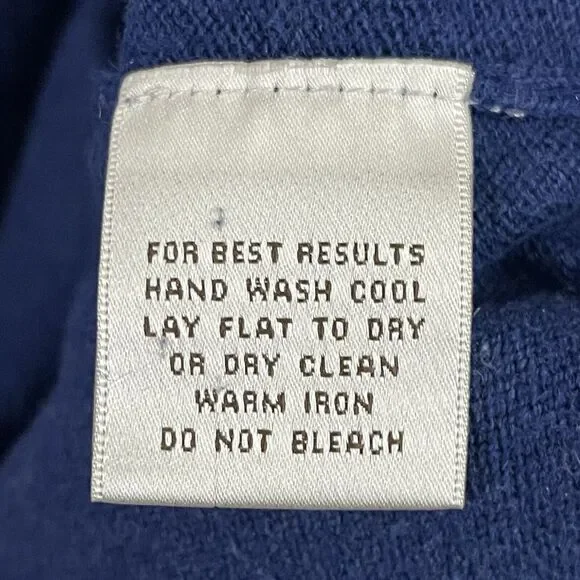 FOR BEST RESULTS
HAND WASH COOL
LAY FLAT TO DRY
OR DRY CLEAN
WARM IRON
DO NOT BLEACH